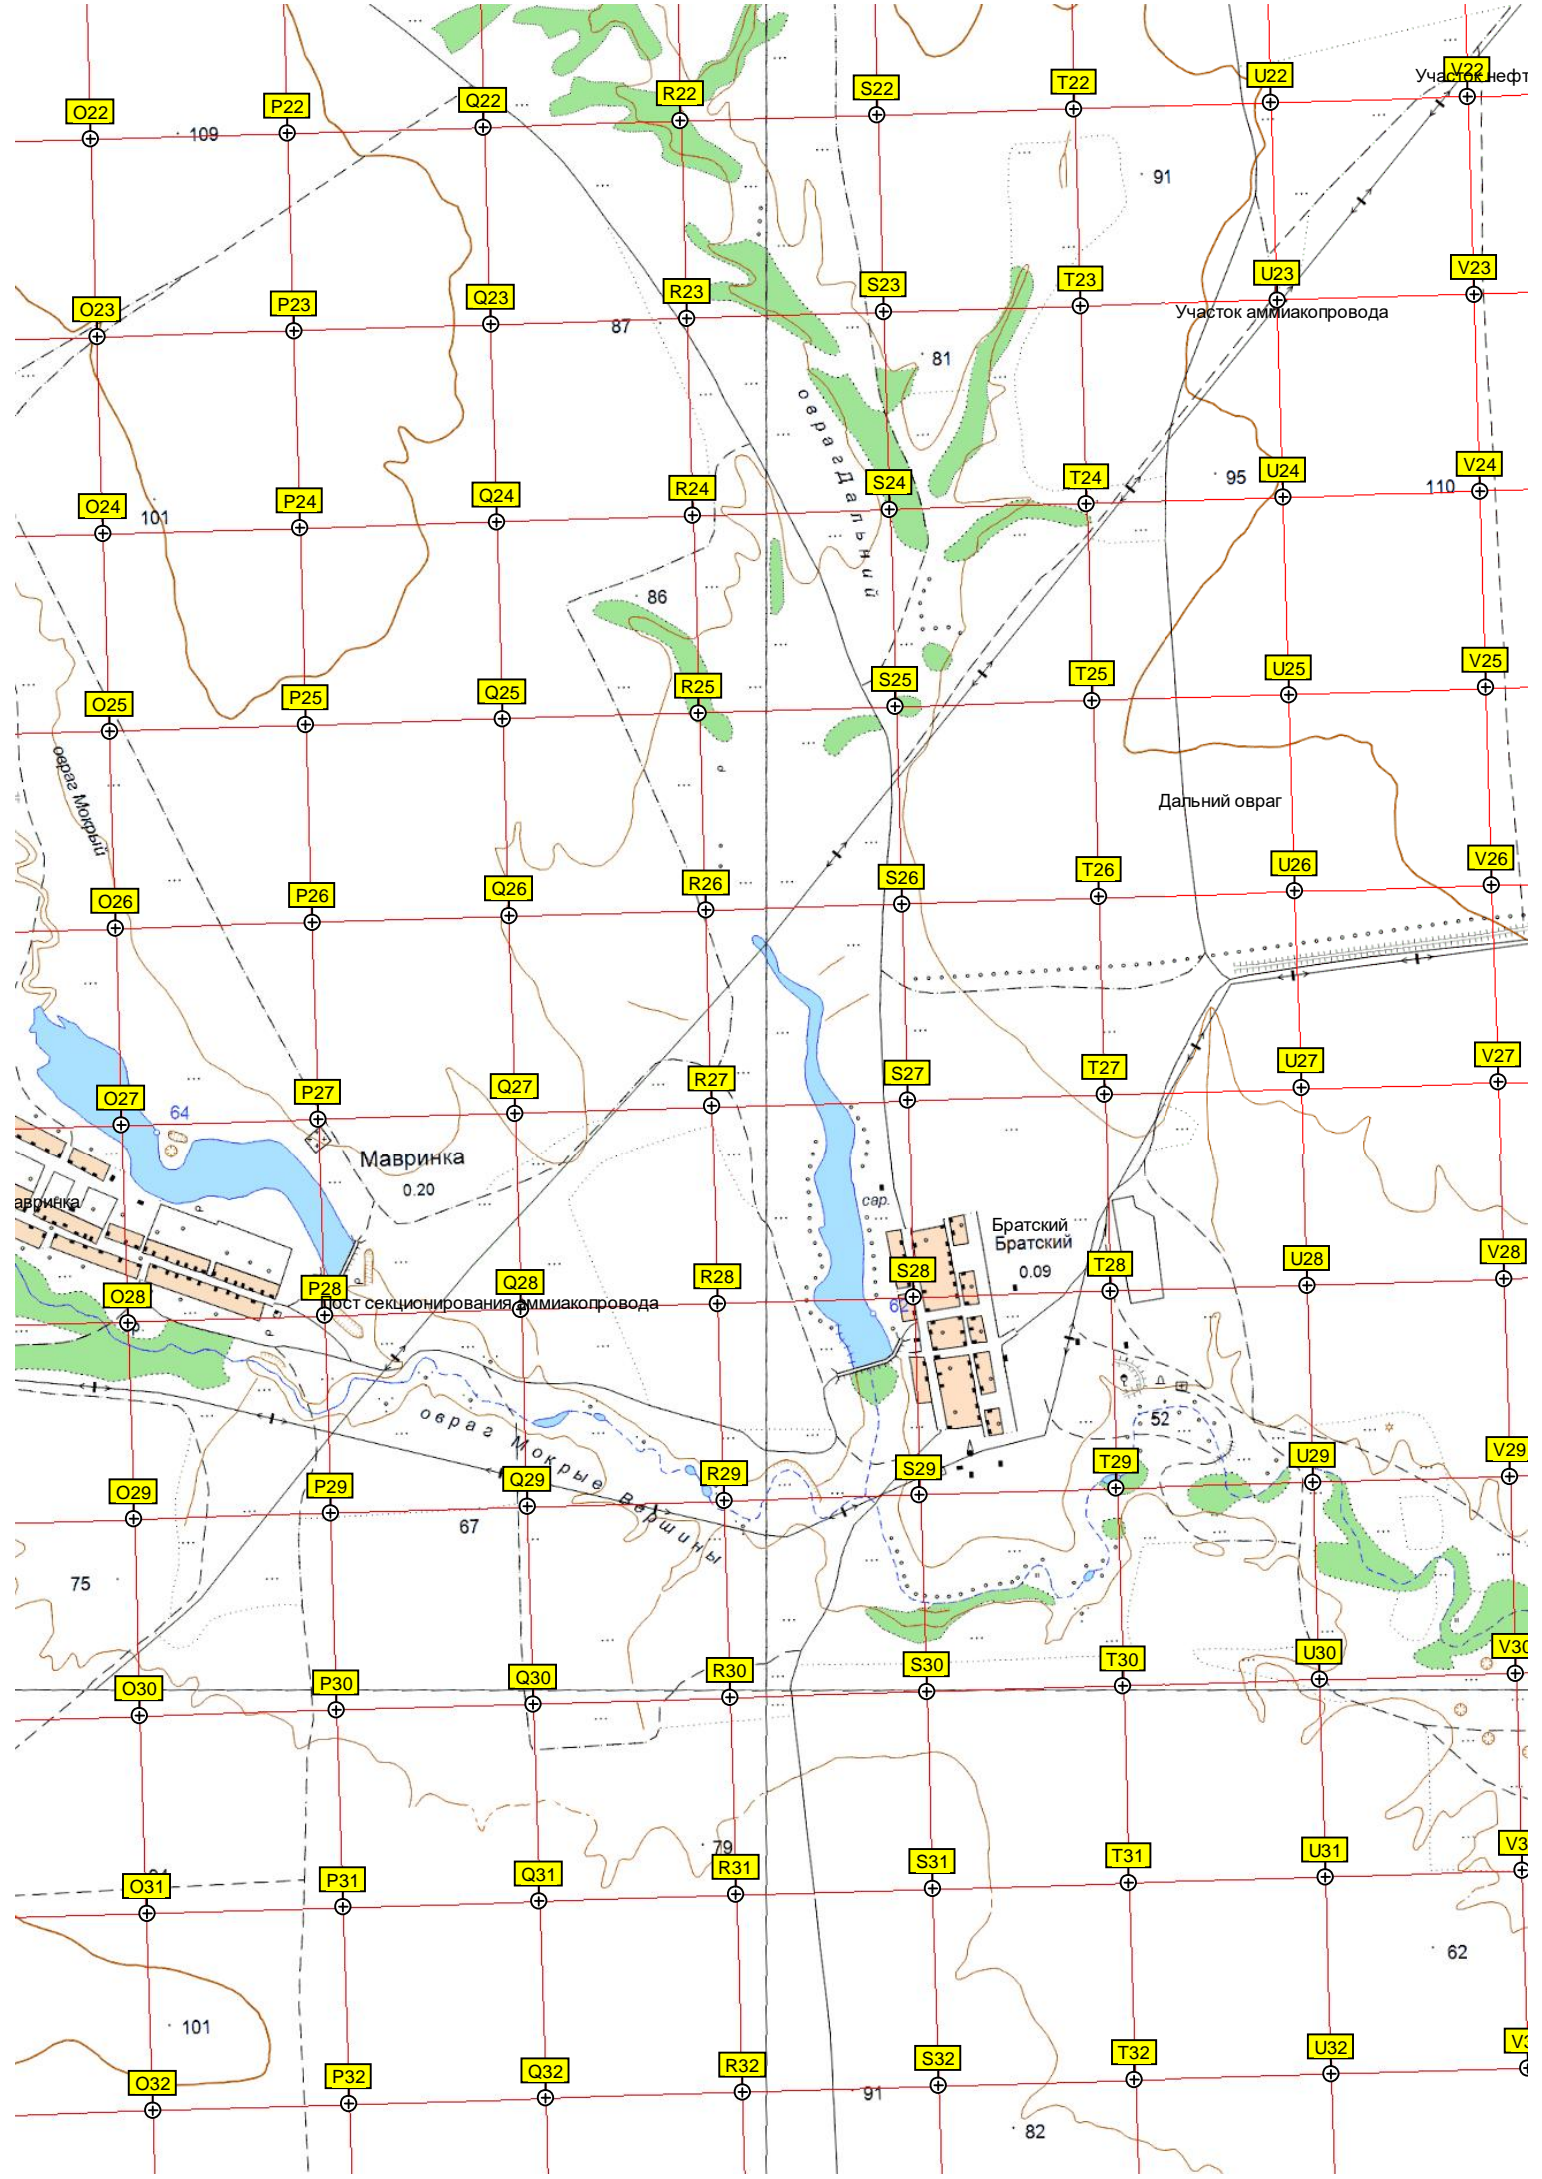 V22
Участок нефт
U22
T22
S22
R22
Q22
P22
O22
109
91
V23
U23
Участок аммиакопровода
T23
S23
R23
Q23
P23
O23
87
81
овраг Дальний
V24
U24
T24
S24
R24
Q24
P24
O24
101
95
110
86
V25
U25
T25
S25
R25
Q25
P25
O25
овраг Мокрый
Дальний овраг
V26
U26
T26
S26
R26
Q26
P26
O26
V27
U27
T27
S27
R27
Q27
P27
O27
64
Мавринка
0.20
авринка
сар.
Братский
Братский
0.09
V28
U28
T28
S28
R28
Q28
P28
O28
Пост секционирования аммиакопровода
62
овраг Мокрые Вершины
52
V29
U29
T29
S29
R29
Q29
P29
O29
67
75
V30
U30
T30
S30
R30
Q30
P30
O30
79
V3
U31
T31
S31
R31
Q31
P31
O31
62
101
V3
U32
T32
S32
R32
Q32
P32
O32
91
82